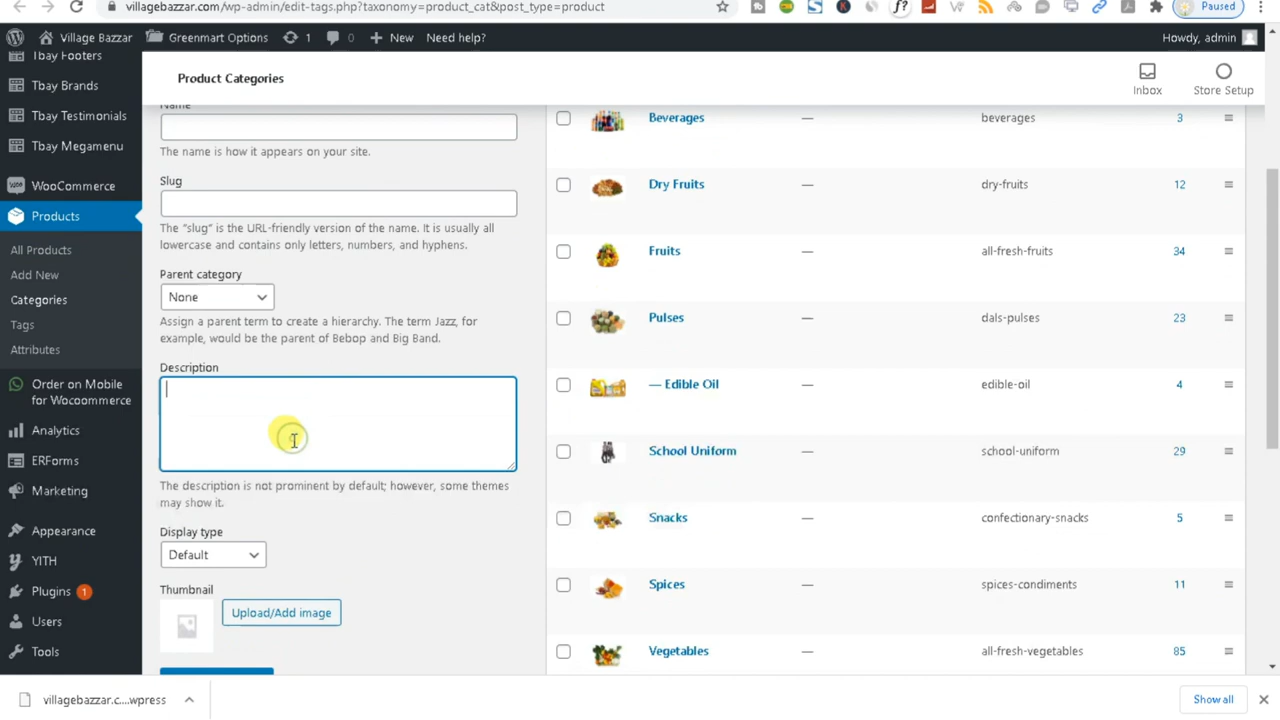 villagebazzar.com/wp-admin/edit-tags.php?taxonomy=product_cat&post_type=product
f?
Paused
Village Bazzar
Greenmart Options
1
0
New
Need help?
Howdy, admin
Tbay Footers
Tbay Brands
Tbay Testimonials
Tbay Megamenu
WooCommerce
Products
All Products
Add New
Categories
Tags
Attributes
Order on Mobile
for Wocoommerce
Analytics
ERForms
Marketing
Appearance
YITH
Plugins 1
Users
Tools
Product Categories
Inbox
Store Setup
Name
The name is how it appears on your site.
Slug
The “slug” is the URL-friendly version of the name. It is usually all
lowercase and contains only letters, numbers, and hyphens.
Parent category
None
Assign a parent term to create a hierarchy. The term Jazz, for
example, would be the parent of Bebop and Big Band.
Description
The description is not prominent by default; however, some themes
may show it.
Display type
Default
Thumbnail
Upload/Add image
Beverages — beverages 3
Dry Fruits — dry-fruits 12
Fruits — all-fresh-fruits 34
Pulses — dals-pulses 23
— Edible Oil — edible-oil 4
School Uniform — school-uniform 29
Snacks — confectionary-snacks 5
Spices — spices-condiments 11
Vegetables — all-fresh-vegetables 85
villagebazzar.c....wpress
Show all